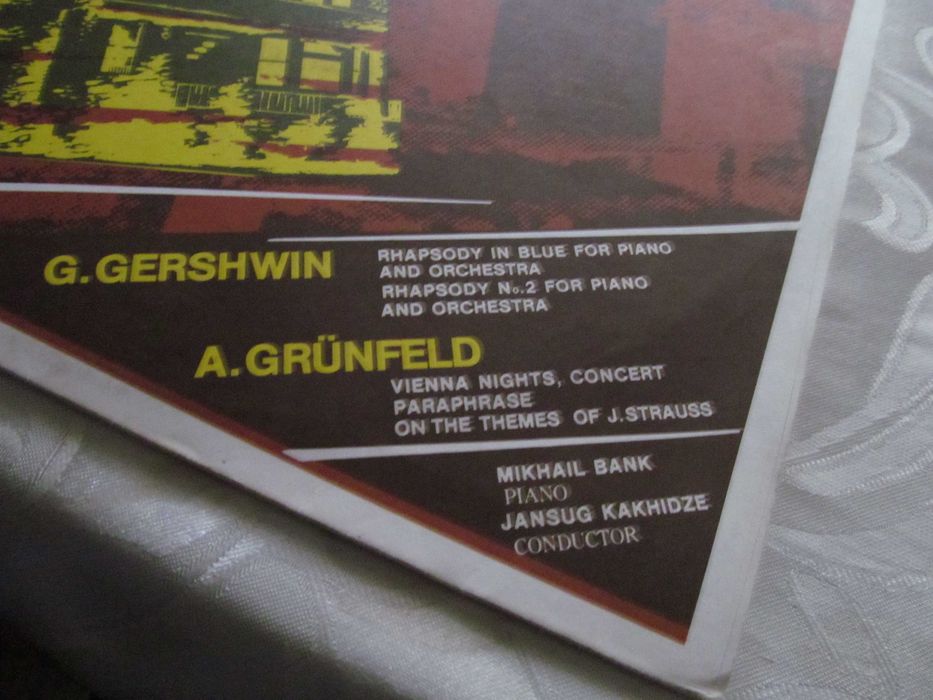 G. GERSHWIN
RHAPSODY IN BLUE FOR PIANO
AND ORCHESTRA
RHAPSODY No.2 FOR PIANO
AND ORCHESTRA
A. GRÜNFELD
VIENNA NIGHTS, CONCERT
PARAPHRASE
ON THE THEMES OF J. STRAUSS
MIKHAIL BANK
PIANO
JANSUG KAKHIDZE
CONDUCTOR